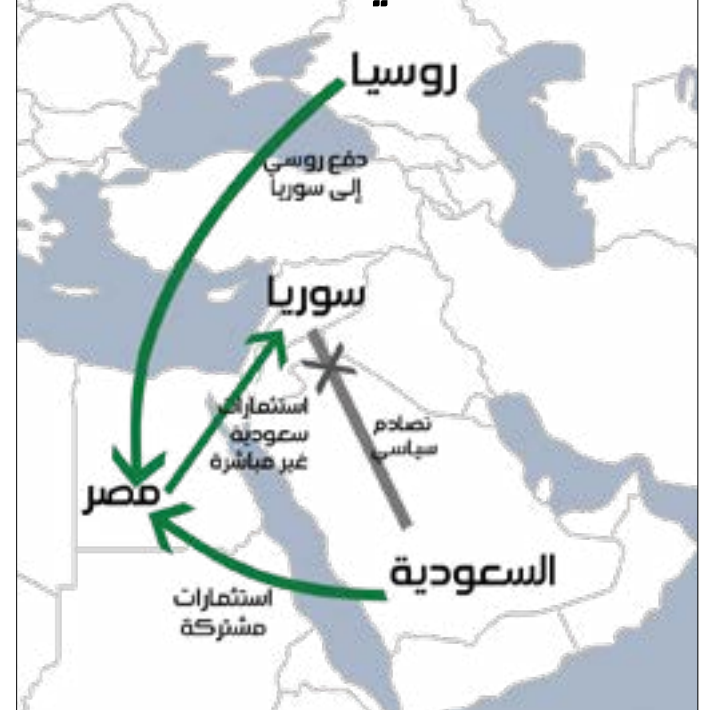 روسيا
دفع روسي
إلى سوريا
سوريا
استثمارات
سعودية
غير مباشرة
تصادم
سياسي
مصر
السعودية
استثمارات
مشتركة